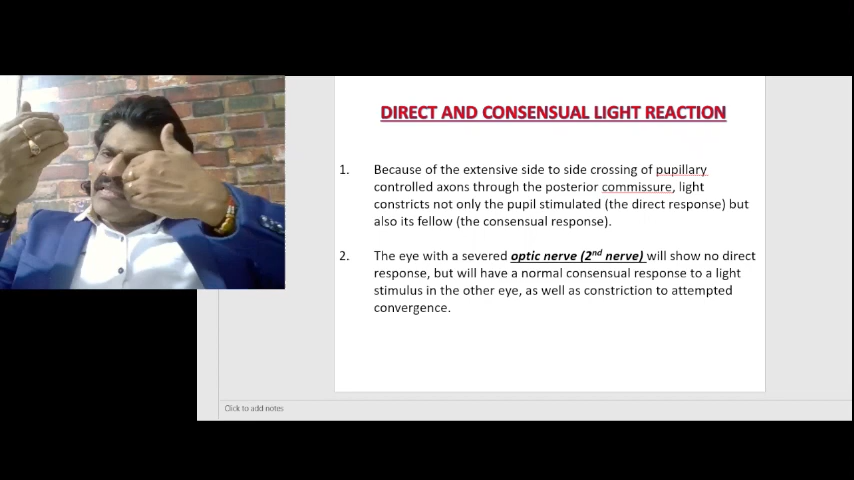 DIRECT AND CONSENSUAL LIGHT REACTION
1. Because of the extensive side to side crossing of pupillary
controlled axons through the posterior commissure, light
constricts not only the pupil stimulated (the direct response) but
also its fellow (the consensual response).
2. The eye with a severed optic nerve (2nd nerve) will show no direct
response, but will have a normal consensual response to a light
stimulus in the other eye, as well as constriction to attempted
convergence.
Click to add notes